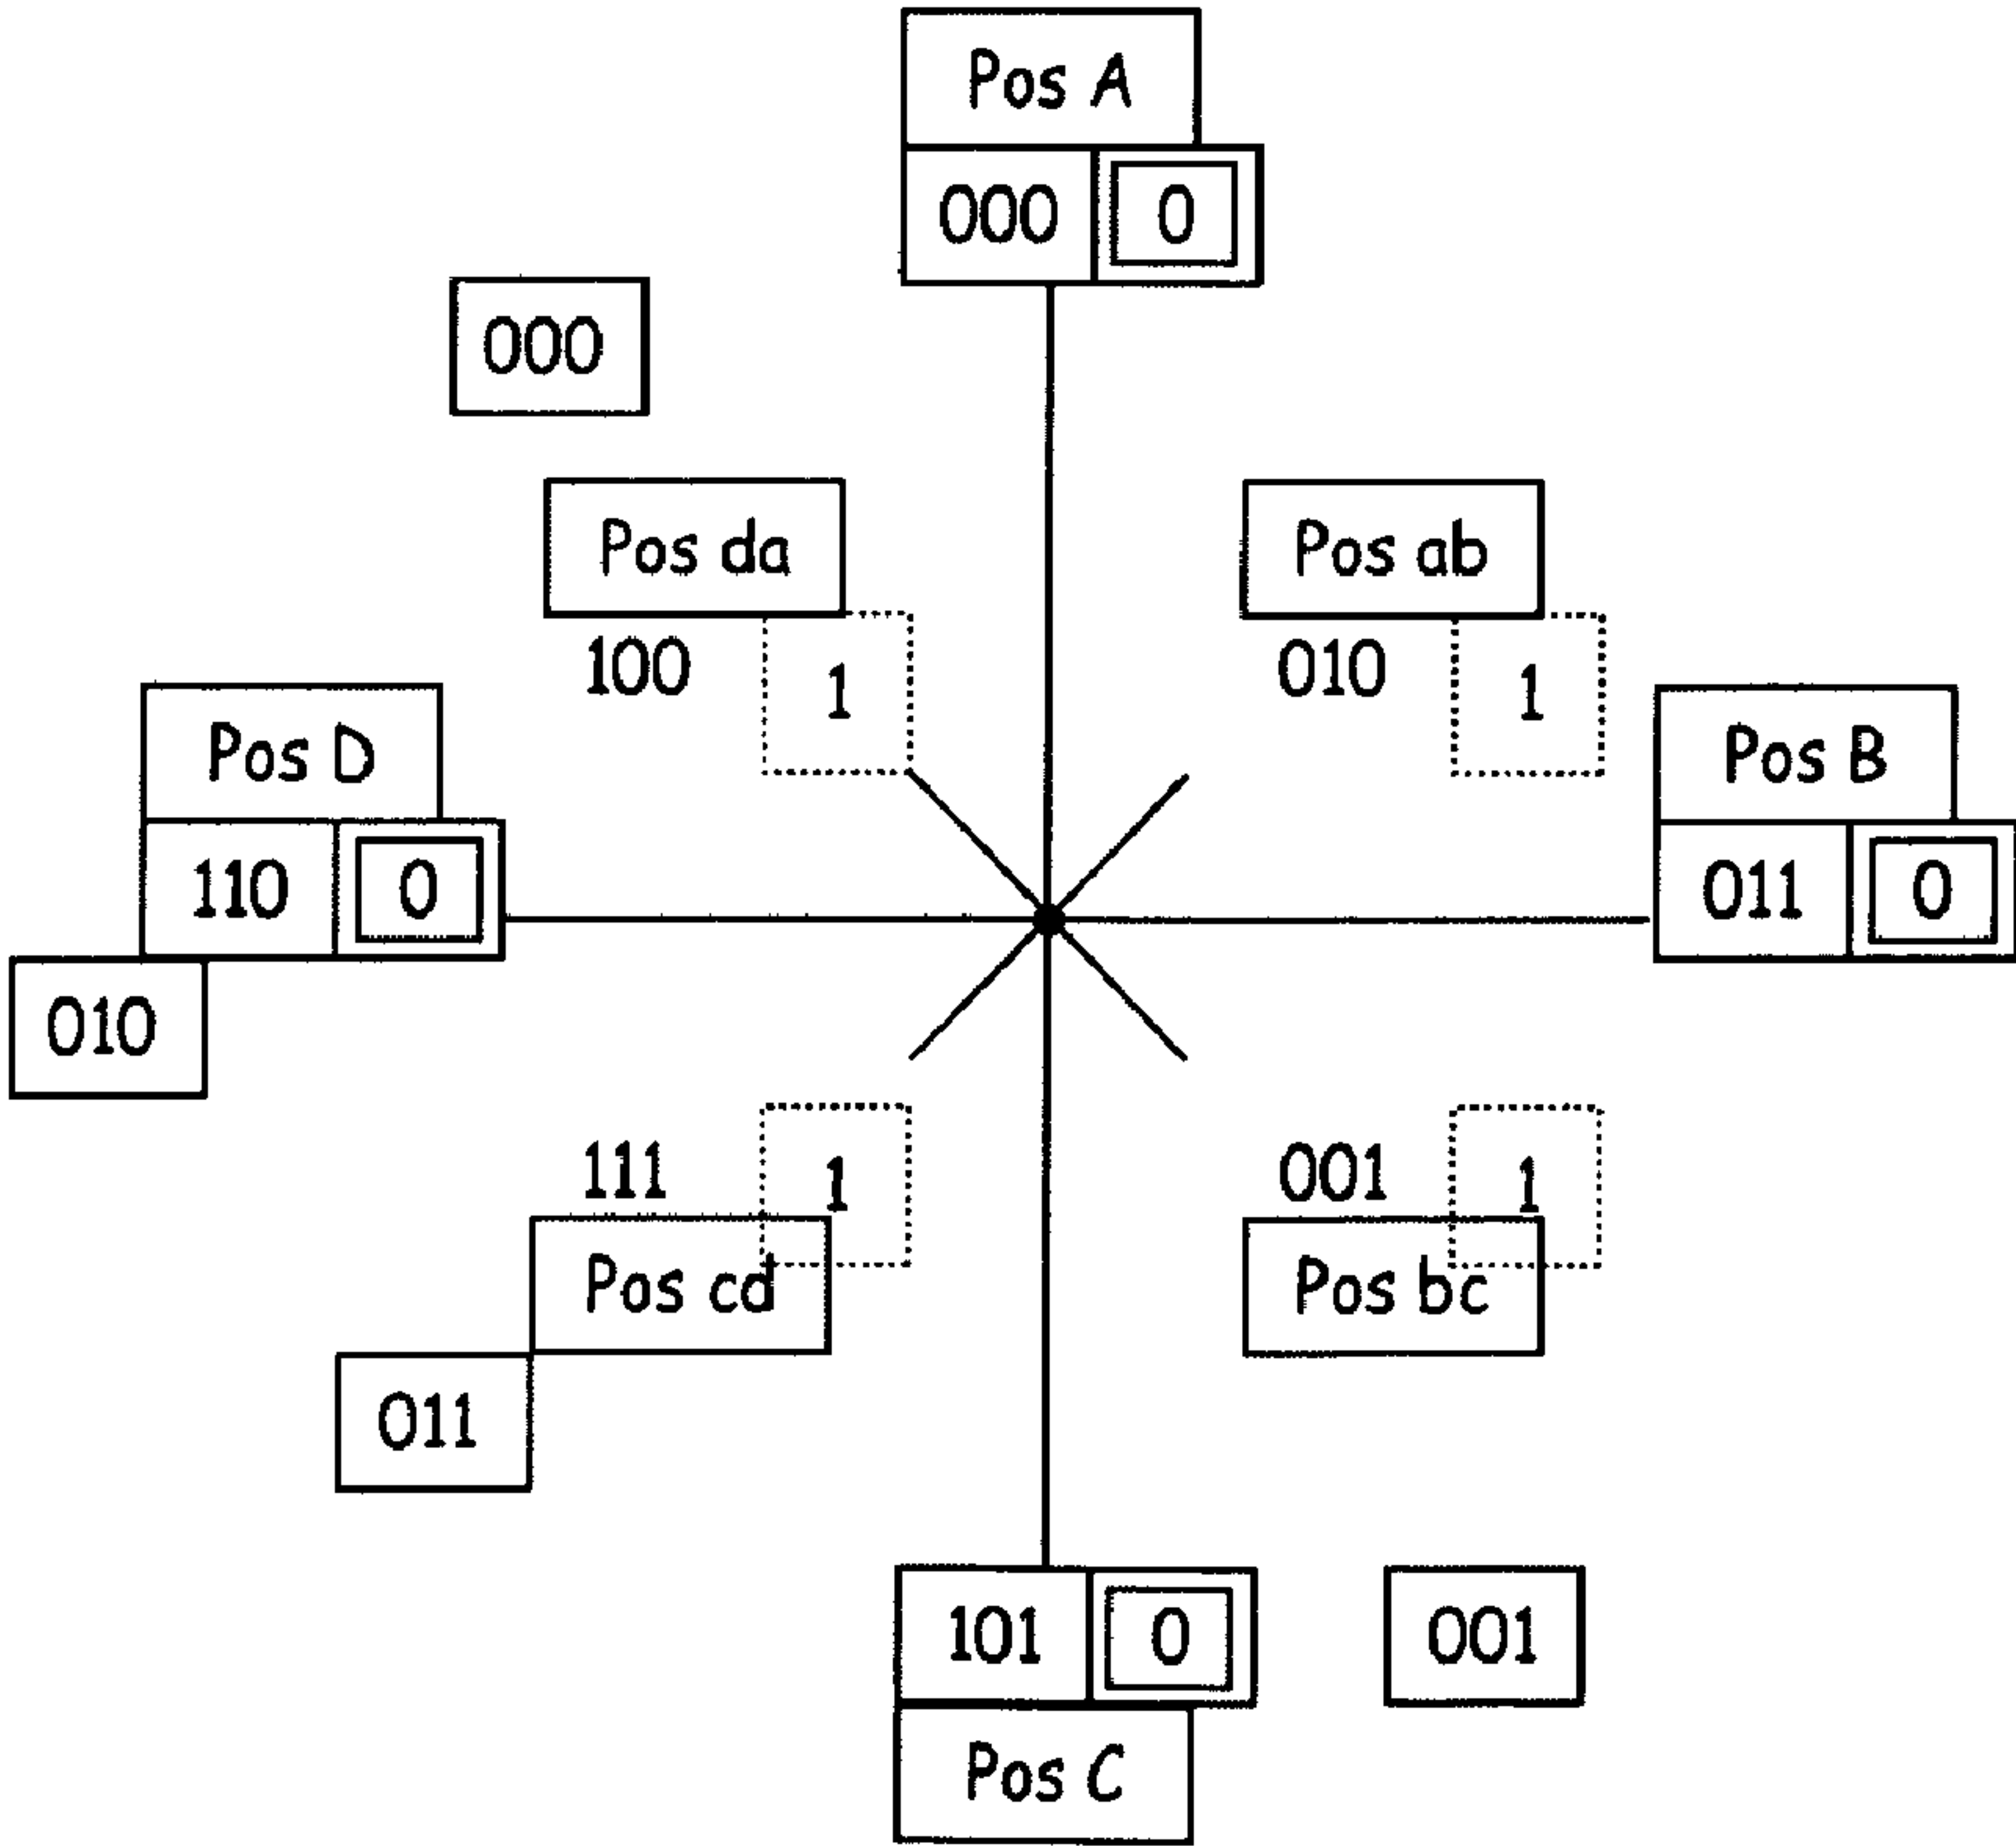 Pos A
000 0
000
Pos da
100 1
Pos ab
010 1
Pos D
110 0
010
Pos B
011 0
111 1
Pos cd
011
001 1
Pos bc
101 0
Pos C
001